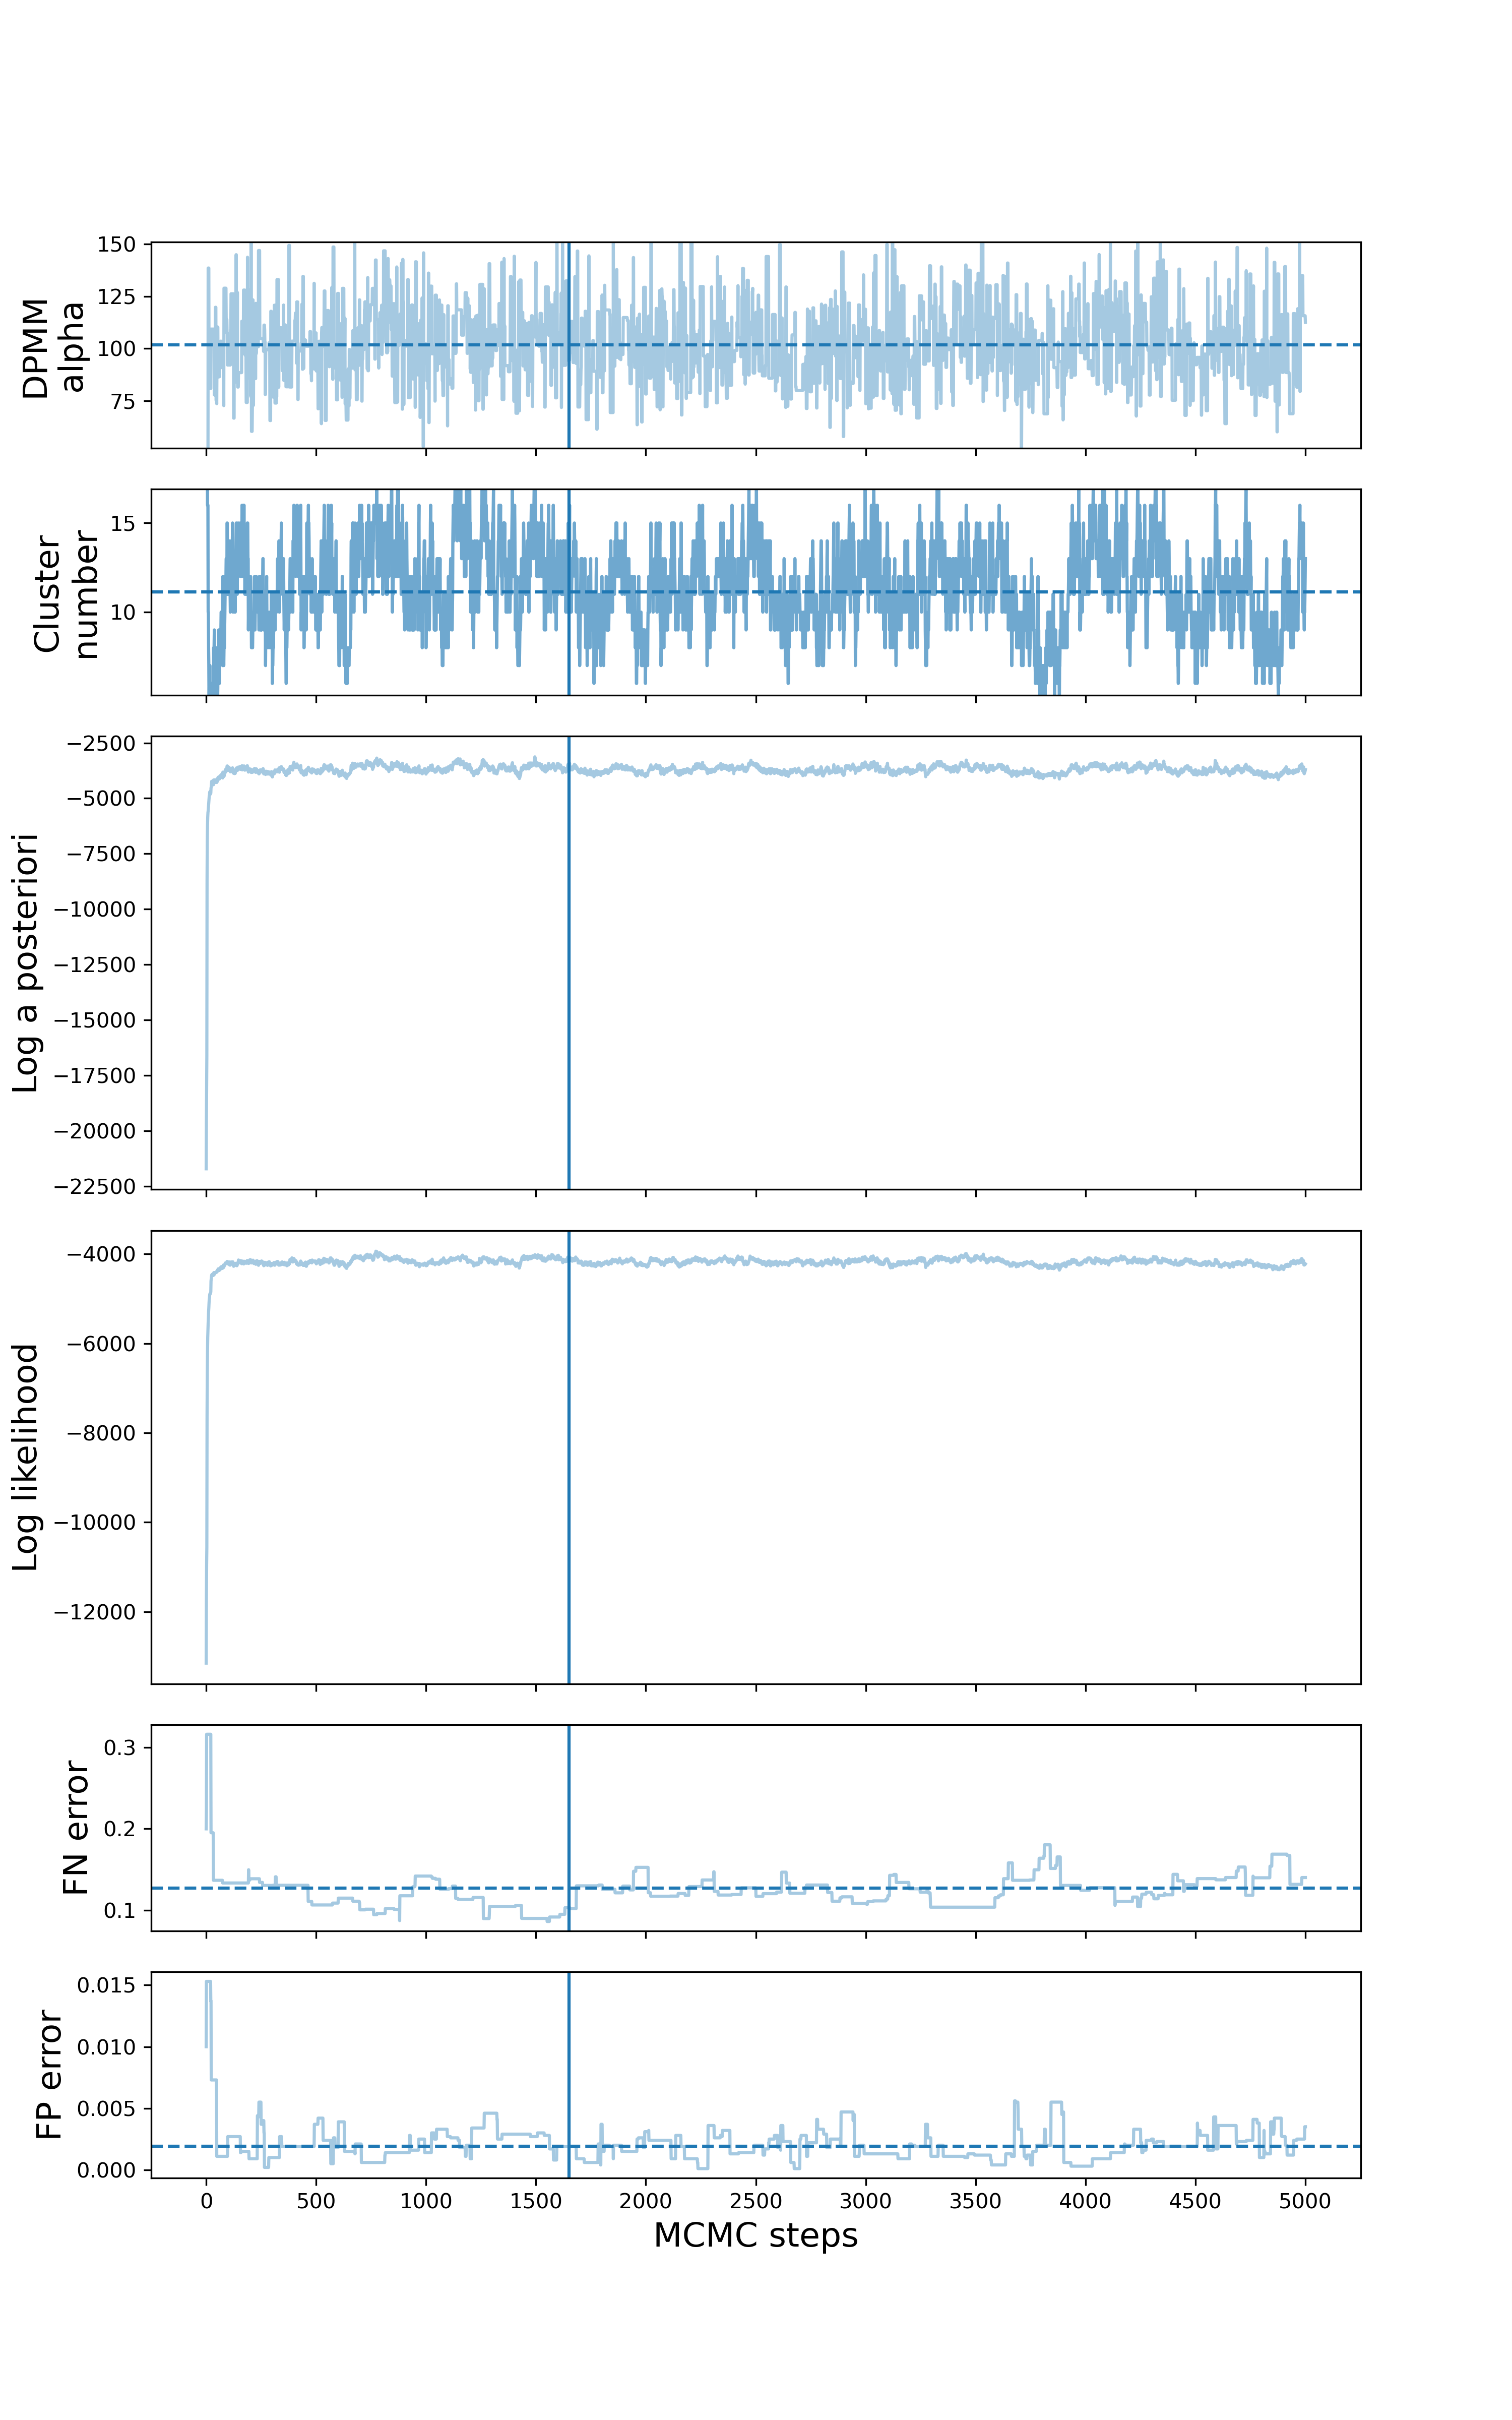 DPMM
alpha
150
125
100
75
Cluster
number
15
10
Log a posteriori
−2500
−5000
−7500
−10000
−12500
−15000
−17500
−20000
−22500
Log likelihood
−4000
−6000
−8000
−10000
−12000
FN error
0.3
0.2
0.1
FP error
0.015
0.010
0.005
0.000
0 500 1000 1500 2000 2500 3000 3500 4000 4500 5000
MCMC steps